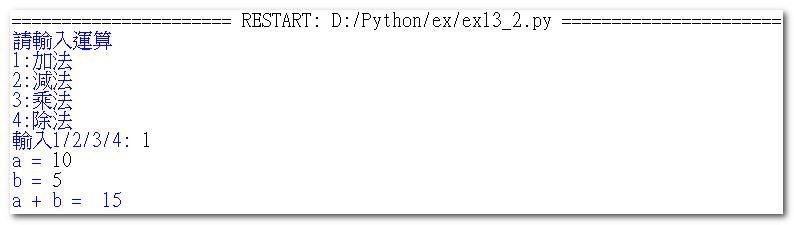 ====================== RESTART: D:/Python/ex/ex13_2.py ======================
請輸入運算
1:加法
2:減法
3:乘法
4:除法
輸入1/2/3/4: 1
a = 10
b = 5
a + b =  15